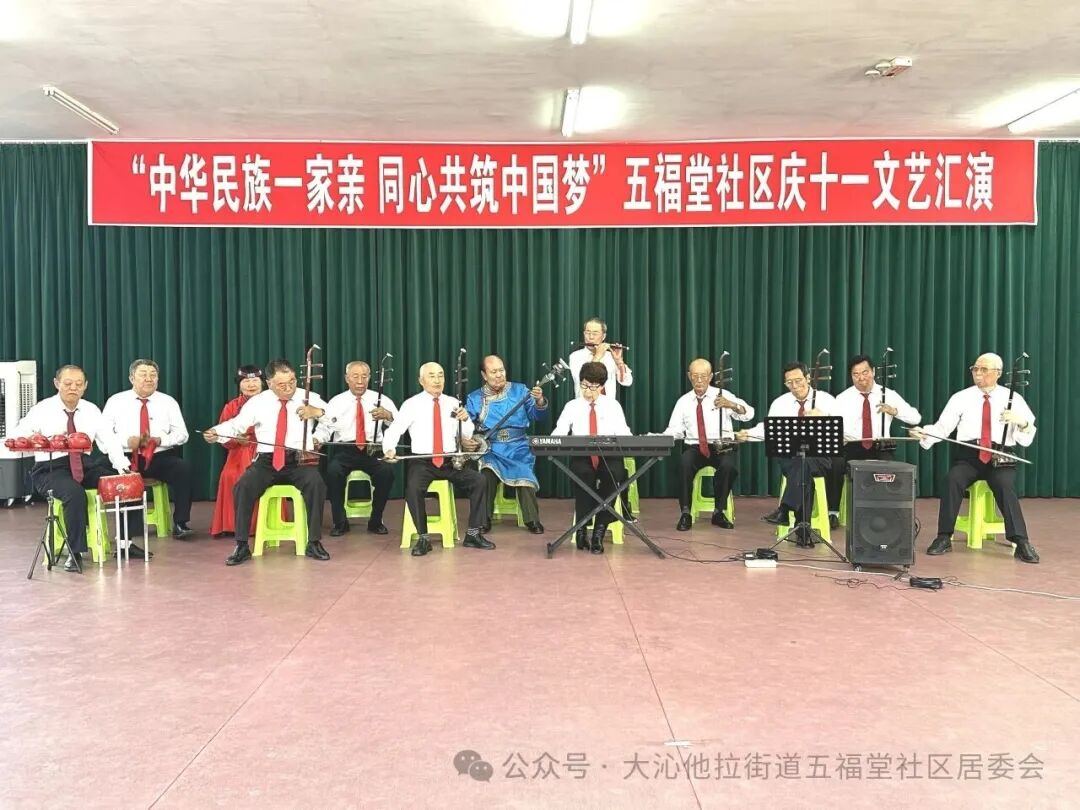 “中华民族一家亲 同心共筑中国梦”五福堂社区庆十一文艺汇演
YAMAHA
公众号·大沁他拉街道五福堂社区居委会